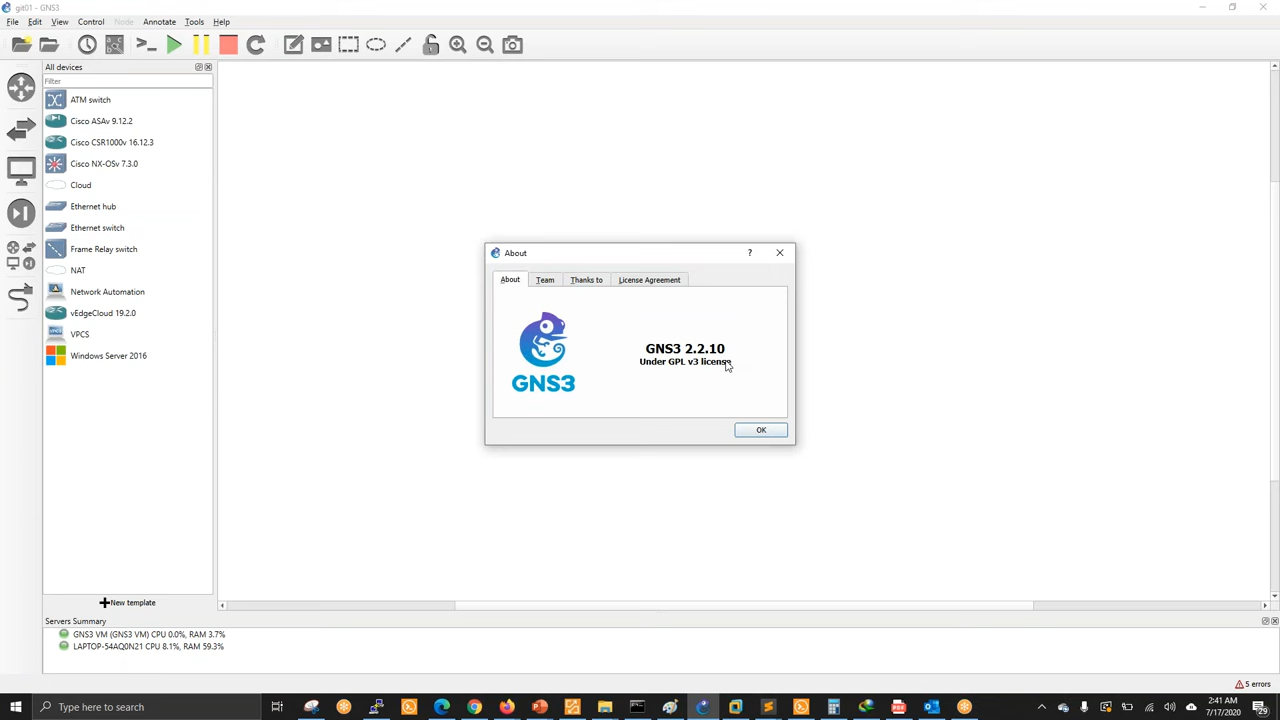 git01 - GNS3
File Edit View Control Node Annotate Tools Help
All devices
Filter
ATM switch
Cisco ASAv 9.12.2
Cisco CSR1000v 16.12.3
Cisco NX-OSv 7.3.0
Cloud
Ethernet hub
Ethernet switch
Frame Relay switch
NAT
Network Automation
vEdgeCloud 19.2.0
VPCS
Windows Server 2016
New template
About
About Team Thanks to License Agreement
GNS3
GNS3 2.2.10
Under GPL v3 license
OK
Servers Summary
GNS3 VM (GNS3 VM) CPU 0.0%, RAM 3.7%
LAPTOP-54AQ0N21 CPU 8.1%, RAM 59.3%
5 errors
Type here to search
2:41 AM
7/17/2020